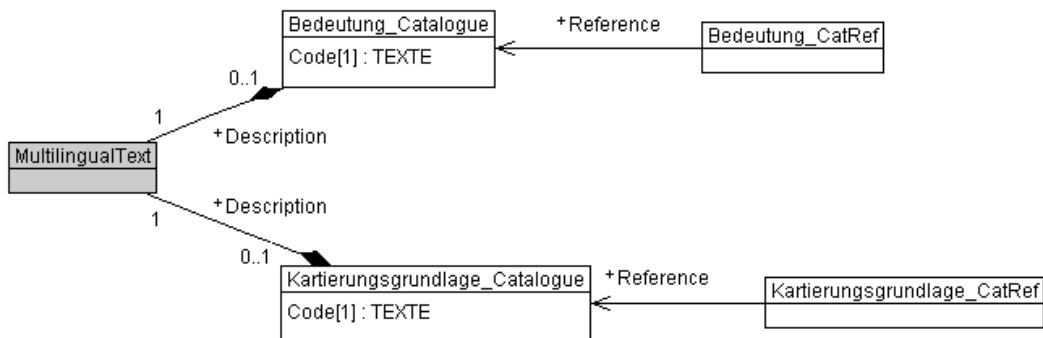 Bedeutung_Catalogue
Code[1] : TEXTE
+Reference
Bedeutung_CatRef
0..1
1
+Description
MultilingualText
+Description
1
0..1
Kartierungsgrundlage_Catalogue
Code[1] : TEXTE
+Reference
Kartierungsgrundlage_CatRef